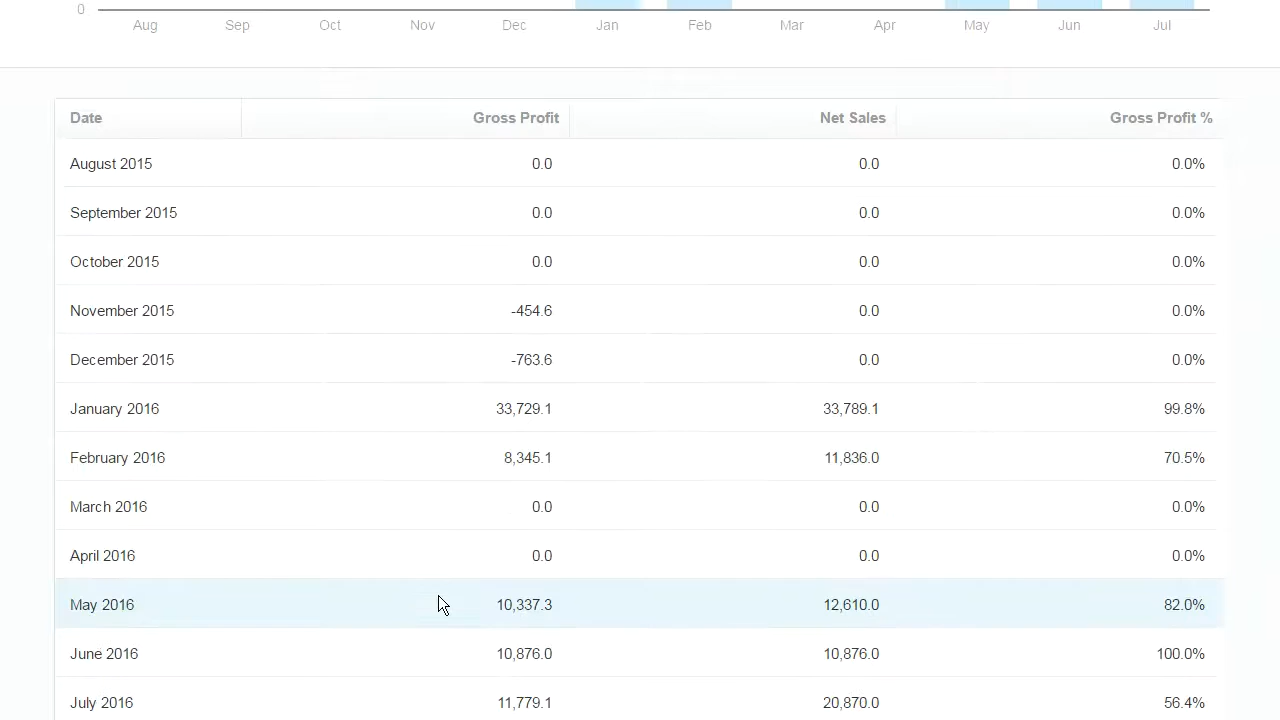 0
Aug Sep Oct Nov Dec Jan Feb Mar Apr May Jun Jul
Date Gross Profit Net Sales Gross Profit %
August 2015 0.0 0.0 0.0%
September 2015 0.0 0.0 0.0%
October 2015 0.0 0.0 0.0%
November 2015 -454.6 0.0 0.0%
December 2015 -763.6 0.0 0.0%
January 2016 33,729.1 33,789.1 99.8%
February 2016 8,345.1 11,836.0 70.5%
March 2016 0.0 0.0 0.0%
April 2016 0.0 0.0 0.0%
May 2016 10,337.3 12,610.0 82.0%
June 2016 10,876.0 10,876.0 100.0%
July 2016 11,779.1 20,870.0 56.4%